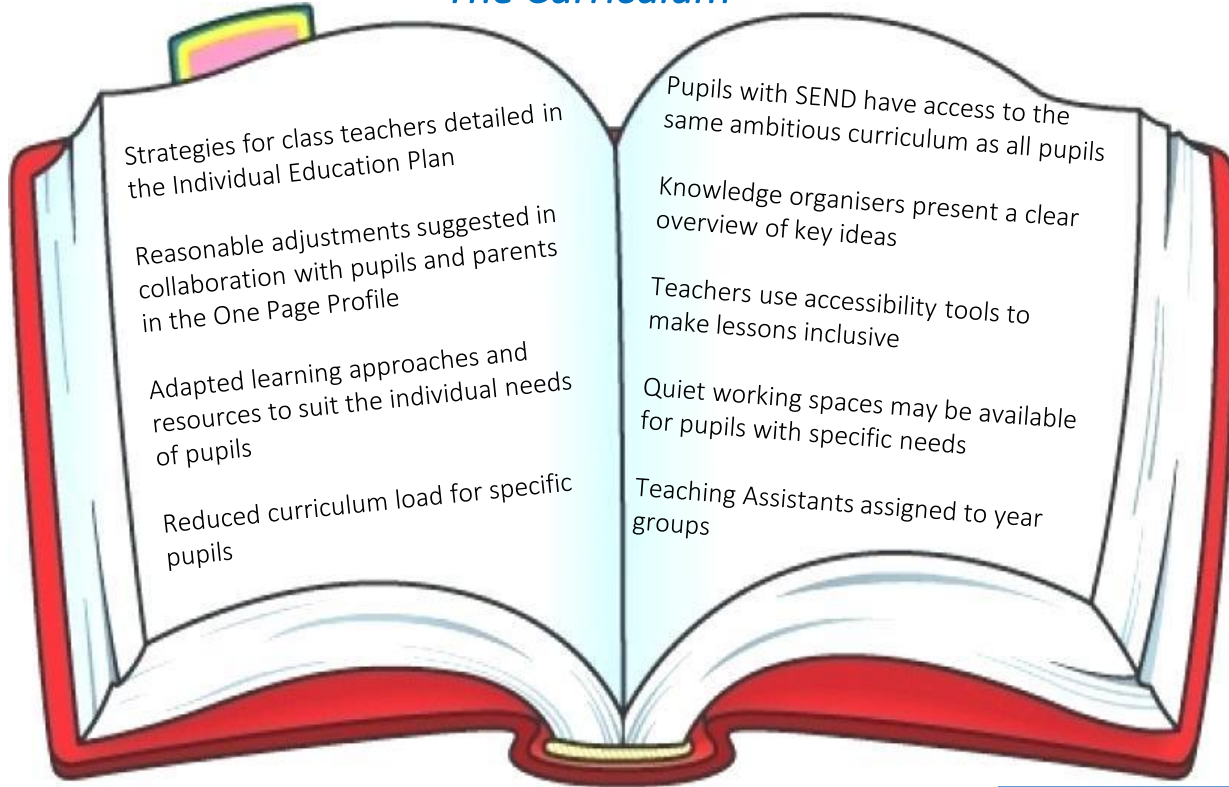 The Curriculum
Strategies for class teachers detailed in
the Individual Education Plan
Reasonable adjustments suggested in
collaboration with pupils and parents
in the One Page Profile
Adapted learning approaches and
resources to suit the individual needs
of pupils
Reduced curriculum load for specific
pupils
Pupils with SEND have access to the
same ambitious curriculum as all pupils
Knowledge organisers present a clear
overview of key ideas
Teachers use accessibility tools to
make lessons inclusive
Quiet working spaces may be available
for pupils with specific needs
Teaching Assistants assigned to year
groups